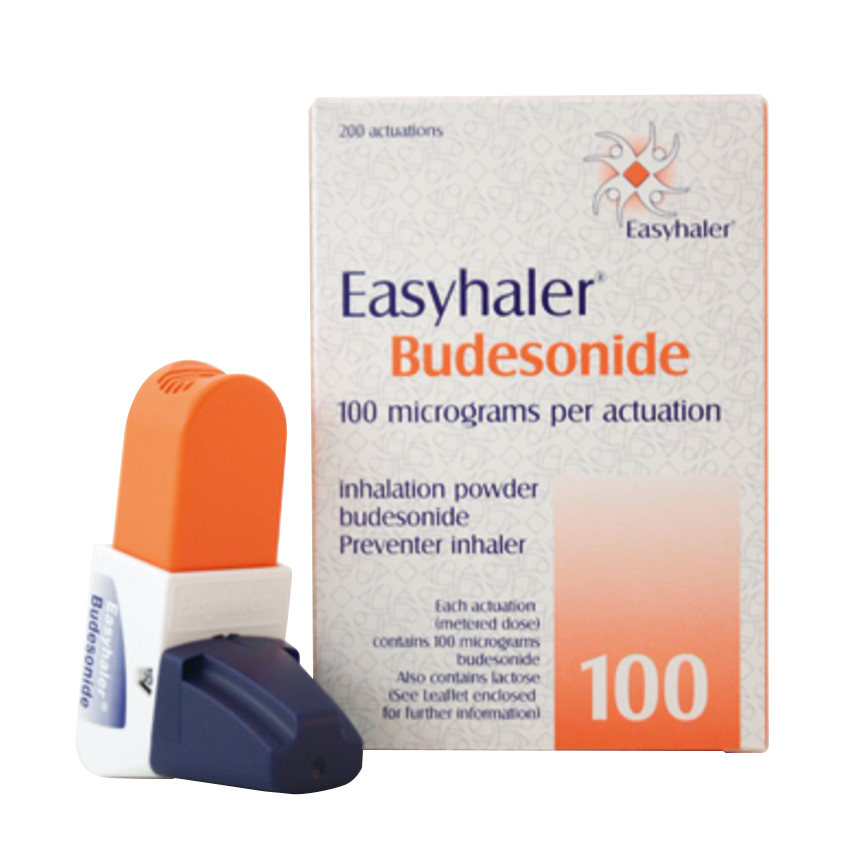 200 actuations
Easyhaler®
Easyhaler®
Budesonide
100 micrograms per actuation
inhalation powder
budesonide
Preventer inhaler
Each actuation
(metered dose)
contains 100 micrograms
budesonide
Also contains lactose
(See Leaflet enclosed
for further information)
100
Easyhaler®
Budesonide